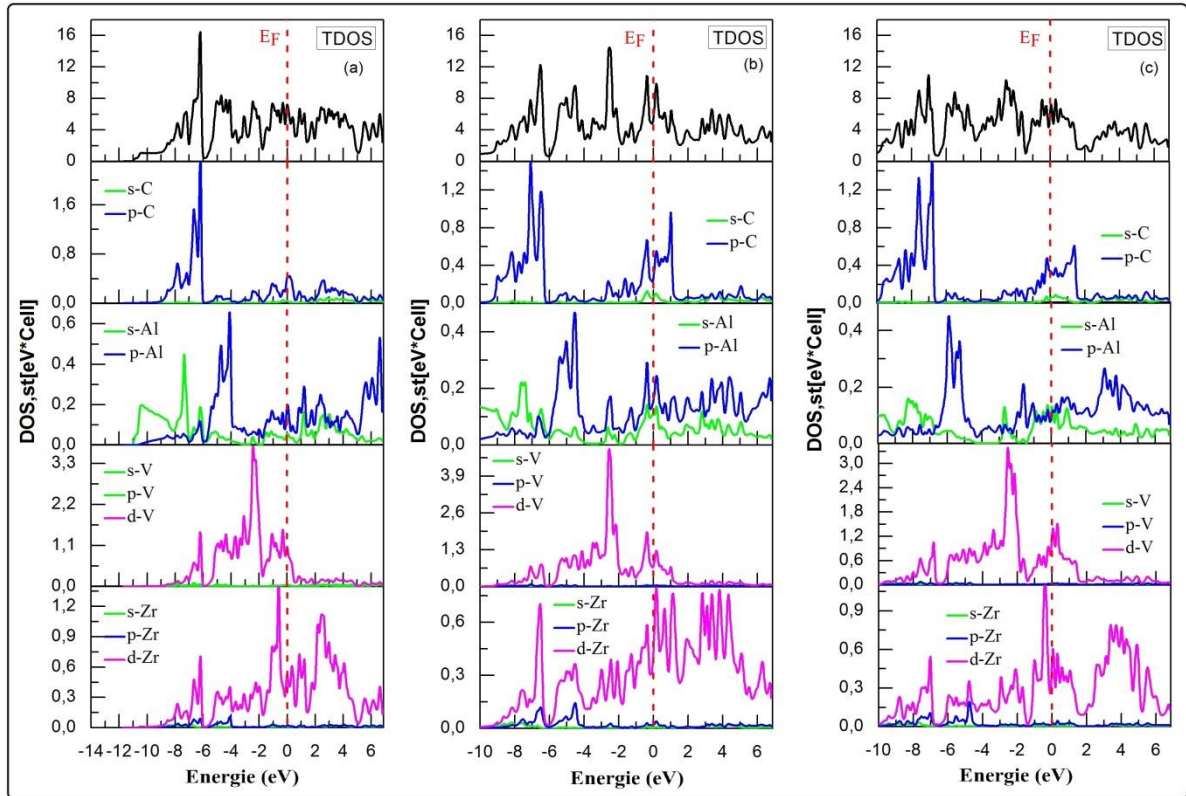 E_F
TDOS
(a)
16
12
8
4
0
s-C
p-C
1,6
0,8
0,0
s-Al
p-Al
0,6
0,4
0,2
0,0
s-V
p-V
d-V
3,3
2,2
1,1
0,0
s-Zr
p-Zr
d-Zr
1,2
0,9
0,6
0,3
0,0
DOS,st[eV*Cell]
-14 -12 -10 -8 -6 -4 -2 0 2 4 6
Energie (eV)
E_F
TDOS
(b)
16
12
8
4
0
s-C
p-C
1,2
0,8
0,4
0,0
s-Al
p-Al
0,4
0,2
0,0
s-V
p-V
d-V
3,9
2,6
1,3
0,0
s-Zr
p-Zr
d-Zr
0,6
0,3
0,0
DOS,st[eV*Cell]
-10 -8 -6 -4 -2 0 2 4 6
Energie (eV)
E_F
TDOS
(c)
16
12
8
4
0
s-C
p-C
1,2
0,8
0,4
0,0
s-Al
p-Al
0,4
0,2
0,0
s-V
p-V
d-V
3,0
2,4
1,8
1,2
0,6
0,0
s-Zr
p-Zr
d-Zr
0,9
0,6
0,3
0,0
DOS,st[eV*Cell]
-10 -8 -6 -4 -2 0 2 4 6
Energie (eV)